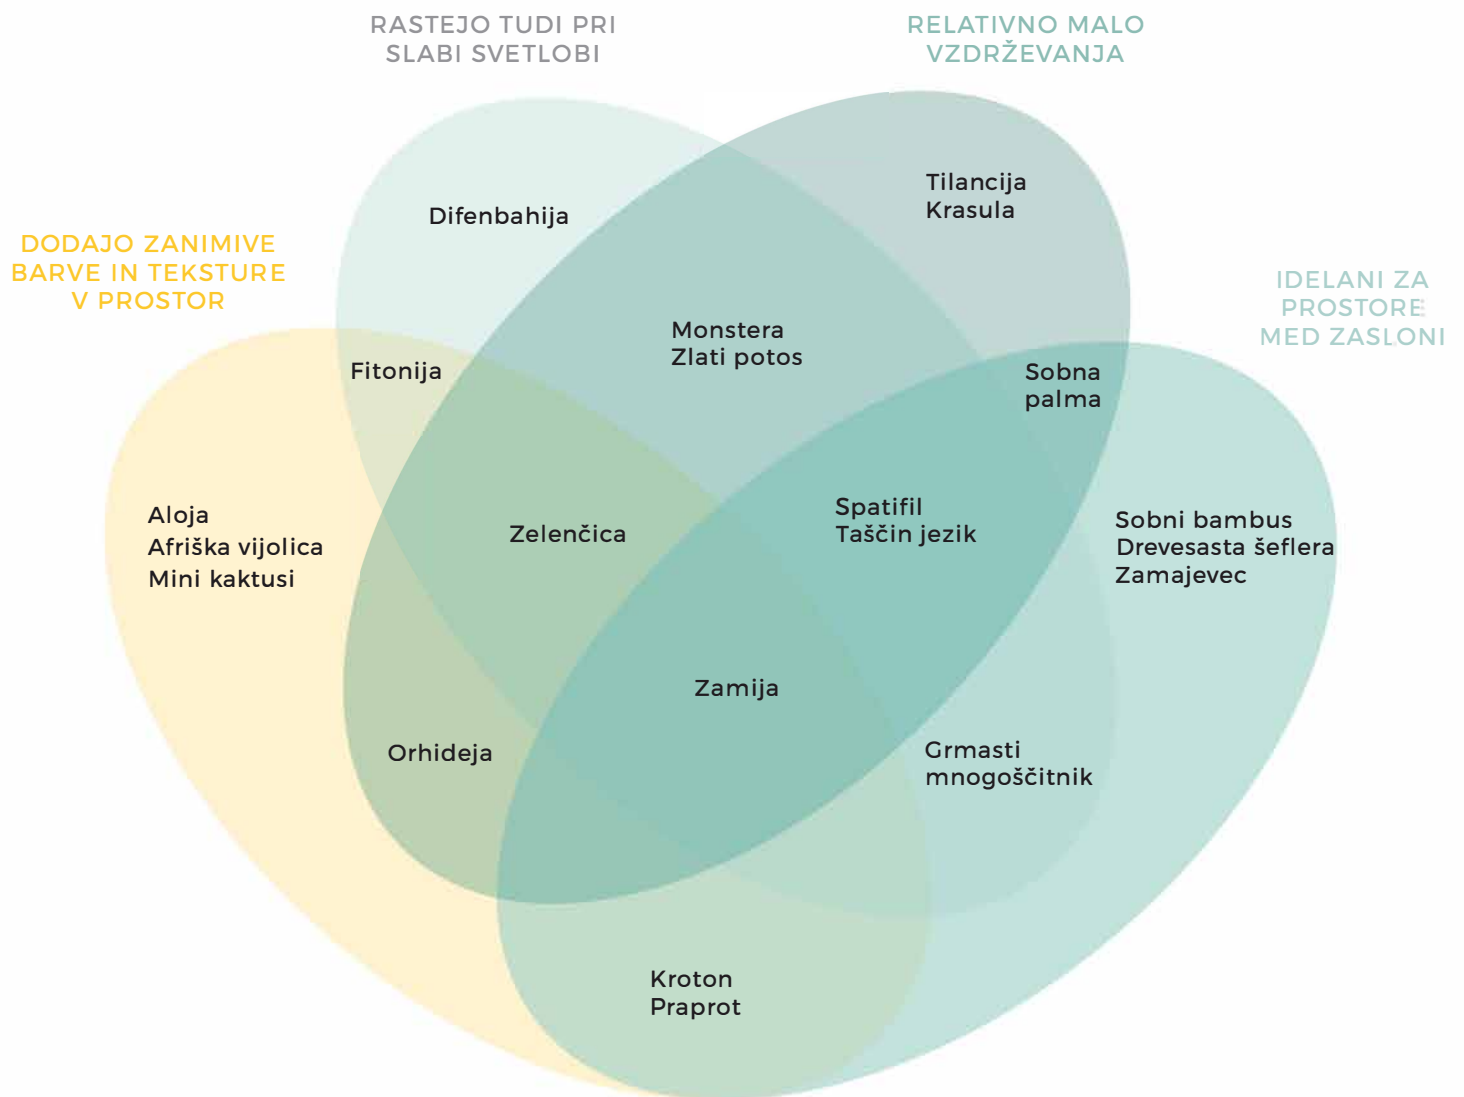 RASTEJO TUDI PRI
SLABI SVETLOBI
RELATIVNO MALO
VZDRŽEVANJA
DODAJO ZANIMIVE
BARVE IN TEKSTURE
V PROSTOR
IDELANI ZA
PROSTORE
MED ZASLONI
Difenbahija
Tilancija
Krasula
Monstera
Zlati potos
Fitonija
Sobna
palma
Aloja
Afriška vijolica
Mini kaktusi
Zelenčica
Spatifil
Taščin jezik
Sobni bambus
Drevesasta šeflera
Zamajevec
Zamija
Orhideja
Grmasti
mnogoščitnik
Kroton
Praprot